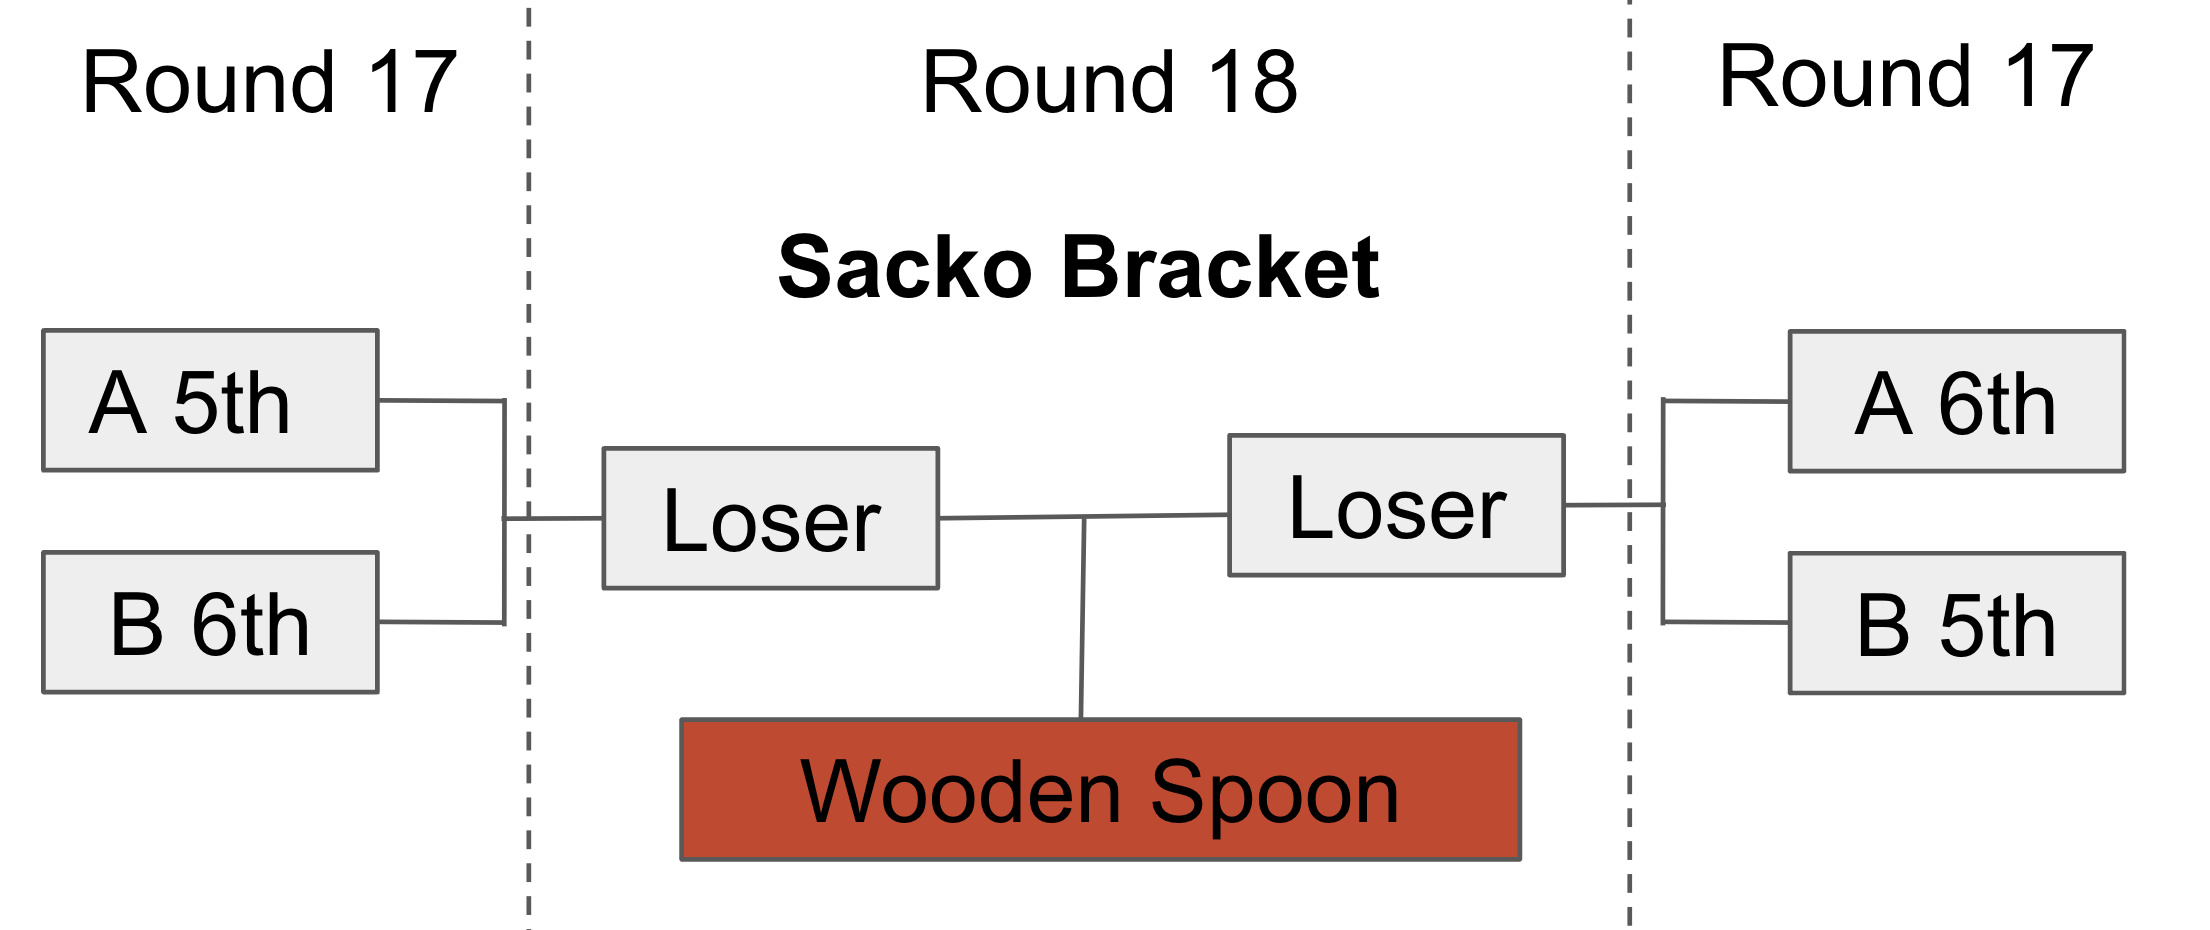 Round 17
Round 18
Round 17
Sacko Bracket
A 5th
A 6th
Loser
Loser
B 6th
B 5th
Wooden Spoon